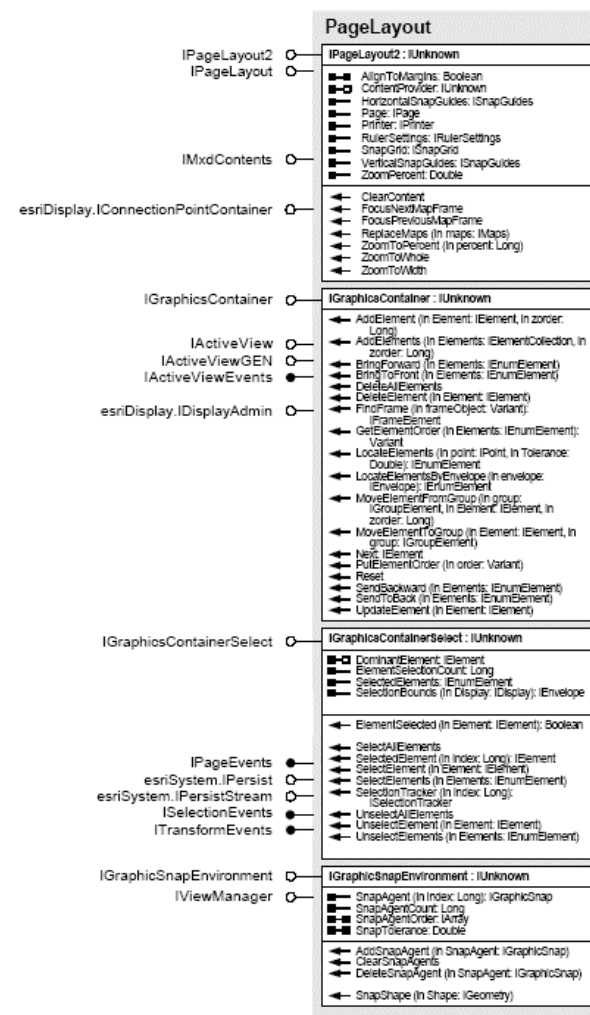 PageLayout
IPageLayout2
IPageLayout
IMxdContents
esriDisplay.IConnectionPointContainer
IPageLayout2 : IUnknown
AlignToMargins: Boolean
ContentProvider: IUnknown
HorizontalSnapGuides: ISnapGuides
Page: IPage
Printer: IPrinter
RulerSettings: IRulerSettings
SnapGrid: ISnapGrid
VerticalSnapGuides: ISnapGuides
ZoomPercent: Double
ClearContent
FocusNextMapFrame
FocusPreviousMapFrame
ReplaceMaps (in maps: IMaps)
ZoomToPercent (in percent: Long)
ZoomToWhole
ZoomToWidth
IGraphicsContainer
IActiveView
IActiveViewGEN
IActiveViewEvents
esriDisplay.IDisplayAdmin
IGraphicsContainer : IUnknown
AddElement (in Element: IElement, in zorder:
Long)
AddElements (in Elements: IElementCollection, in
zorder: Long)
BringForward (in Elements: IEnumElement)
BringToFront (in Elements: IEnumElement)
DeleteAllElements
DeleteElement (in Element: IElement)
FindFrame (in frameObject: Variant):
IFrameElement
GetElementOrder (in Elements: IEnumElement):
Variant
LocateElements (in point: IPoint, in Tolerance:
Double): IEnumElement
LocateElementsByEnvelope (in envelope:
IEnvelope): IEnumElement
MoveElementFromGroup (in group:
IGroupElement, in Element: IElement, in
zorder: Long)
MoveElementToGroup (in Element: IElement, in
group: IGroupElement)
Next: IElement
PutElementOrder (in order: Variant)
Reset
SendBackward (in Elements: IEnumElement)
SendToBack (in Elements: IEnumElement)
UpdateElement (in Element: IElement)
IGraphicsContainerSelect
IPageEvents
esriSystem.IPersist
esriSystem.IPersistStream
ISelectionEvents
ITransformEvents
IGraphicsContainerSelect : IUnknown
DominantElement: IElement
ElementSelectionCount: Long
SelectedElements: IEnumElement
SelectionBounds (in Display: IDisplay): IEnvelope
ElementSelected (in Element: IElement): Boolean
SelectAllElements
SelectedElement (in Index: Long): IElement
SelectElement (in Element: IElement)
SelectElements (in Elements: IEnumElement)
SelectionTracker (in Index: Long):
ISelectionTracker
UnselectAllElements
UnselectElement (in Element: IElement)
UnselectElements (in Elements: IEnumElement)
IGraphicSnapEnvironment
IViewManager
IGraphicSnapEnvironment : IUnknown
SnapAgent (in Index: Long): IGraphicSnap
SnapAgentCount: Long
SnapAgentOrder: IArray
SnapTolerance: Double
AddSnapAgent (in SnapAgent: IGraphicSnap)
ClearSnapAgents
DeleteSnapAgent (in SnapAgent: IGraphicSnap)
SnapShape (in Shape: IGeometry)